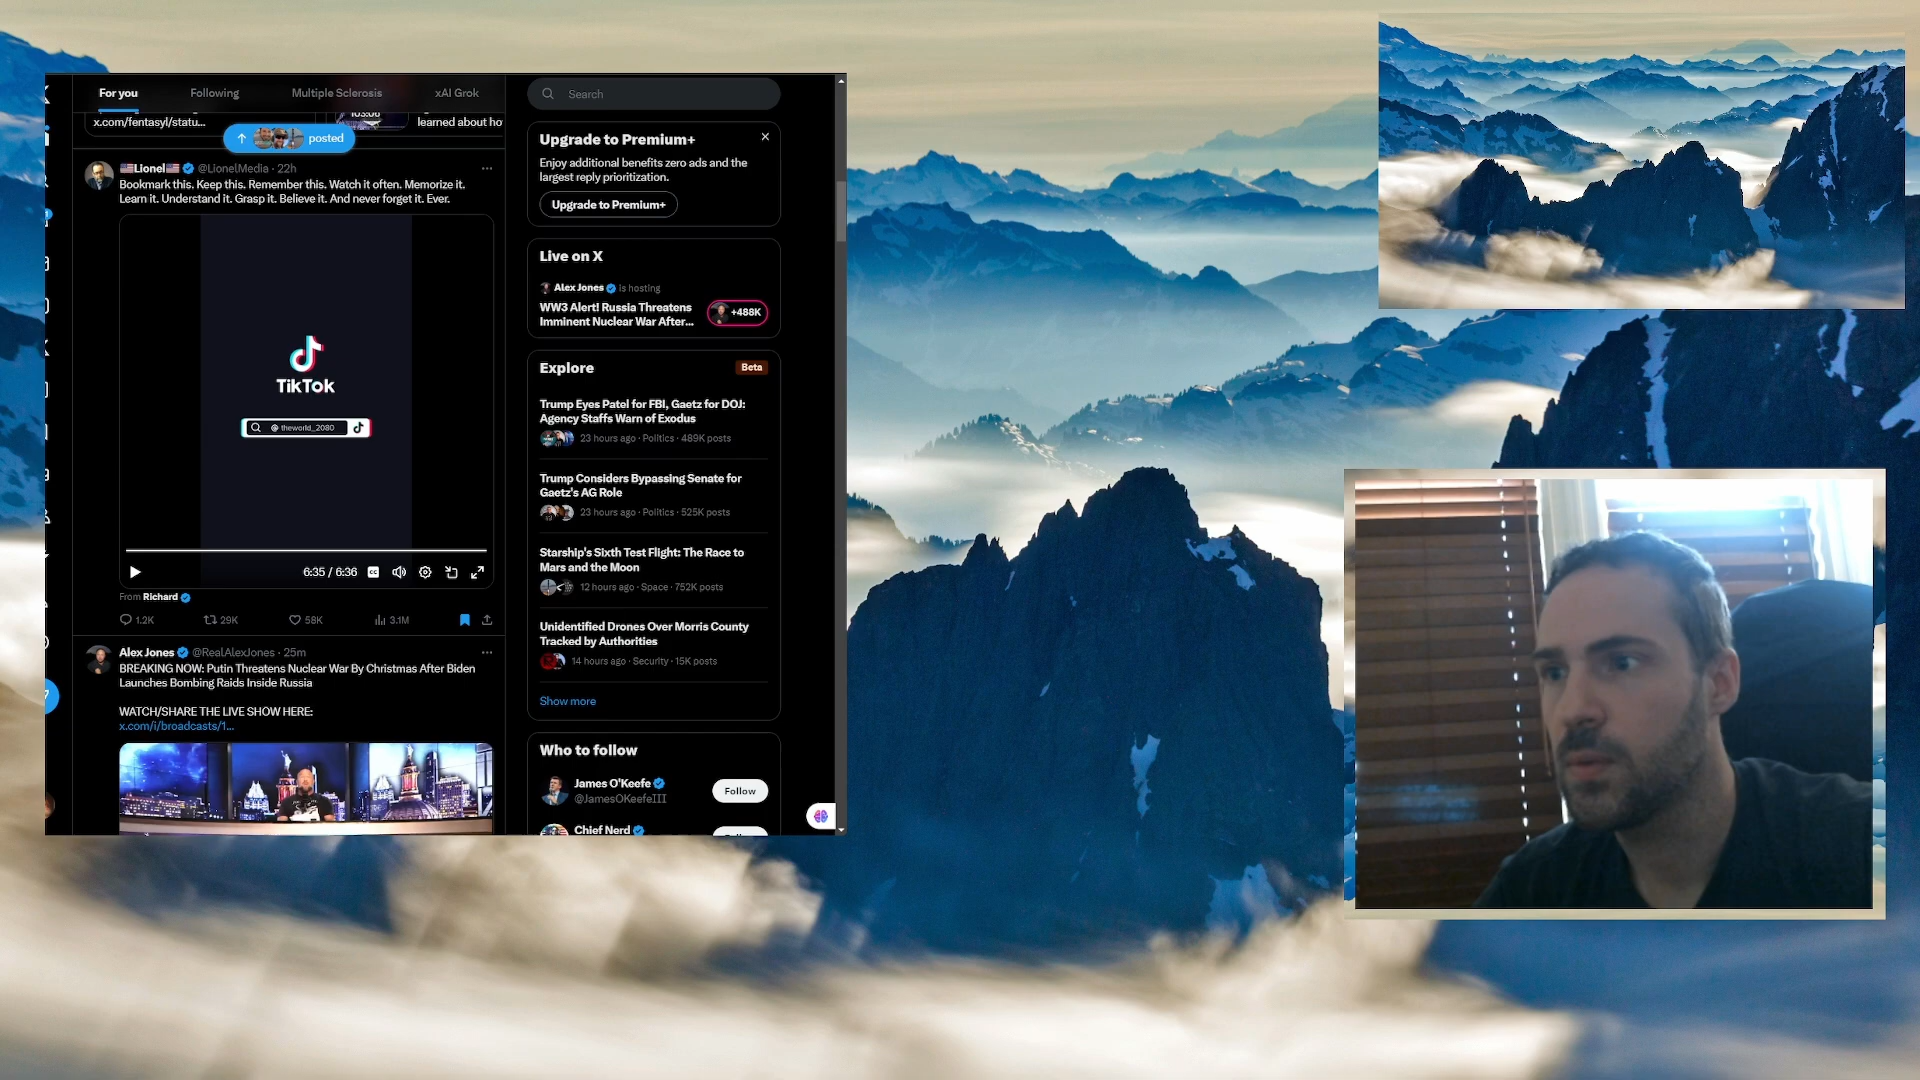 For you
Following
Multiple Sclerosis
xAI Grok
x.com/fentasyl/statu...
learned about ho
posted
Lionel @LionelMedia · 22h
Bookmark this. Keep this. Remember this. Watch it often. Memorize it.
Learn it. Understand it. Grasp it. Believe it. And never forget it. Ever.
TikTok
@ theworld_2080
6:35 / 6:36
From Richard
1.2K
29K
58K
3.1M
Alex Jones @RealAlexJones · 25m
BREAKING NOW: Putin Threatens Nuclear War By Christmas After Biden
Launches Bombing Raids Inside Russia
WATCH/SHARE THE LIVE SHOW HERE:
x.com/i/broadcasts/1...
Search
Upgrade to Premium+
Enjoy additional benefits zero ads and the
largest reply prioritization.
Upgrade to Premium+
Live on X
Alex Jones is hosting
WW3 Alert! Russia Threatens
Imminent Nuclear War After...
+488K
Explore
Beta
Trump Eyes Patel for FBI, Gaetz for DOJ:
Agency Staffs Warn of Exodus
23 hours ago · Politics · 489K posts
Trump Considers Bypassing Senate for
Gaetz's AG Role
23 hours ago · Politics · 525K posts
Starship's Sixth Test Flight: The Race to
Mars and the Moon
12 hours ago · Space · 752K posts
Unidentified Drones Over Morris County
Tracked by Authorities
14 hours ago · Security · 15K posts
Show more
Who to follow
James O'Keefe
@JamesOKeefeIII
Follow
Chief Nerd